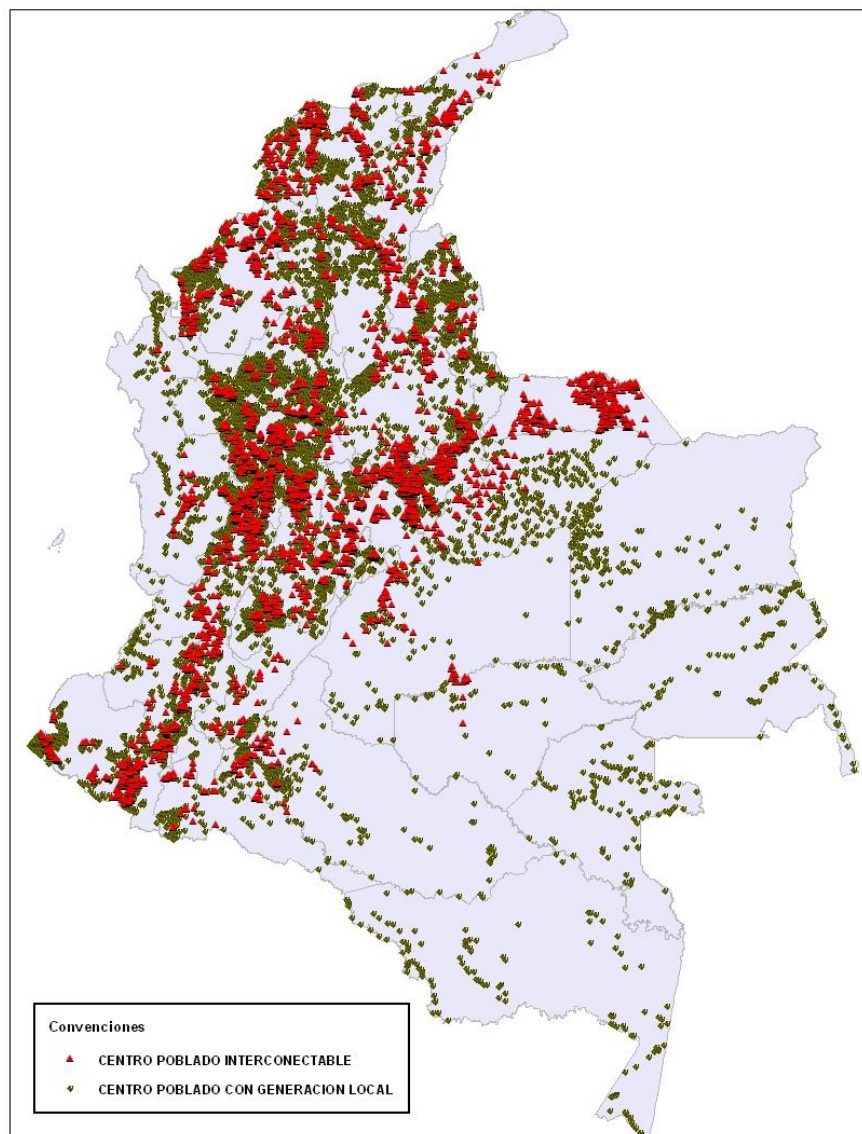 Convenciones
CENTRO POBLADO INTERCONECTABLE
CENTRO POBLADO CON GENERACION LOCAL